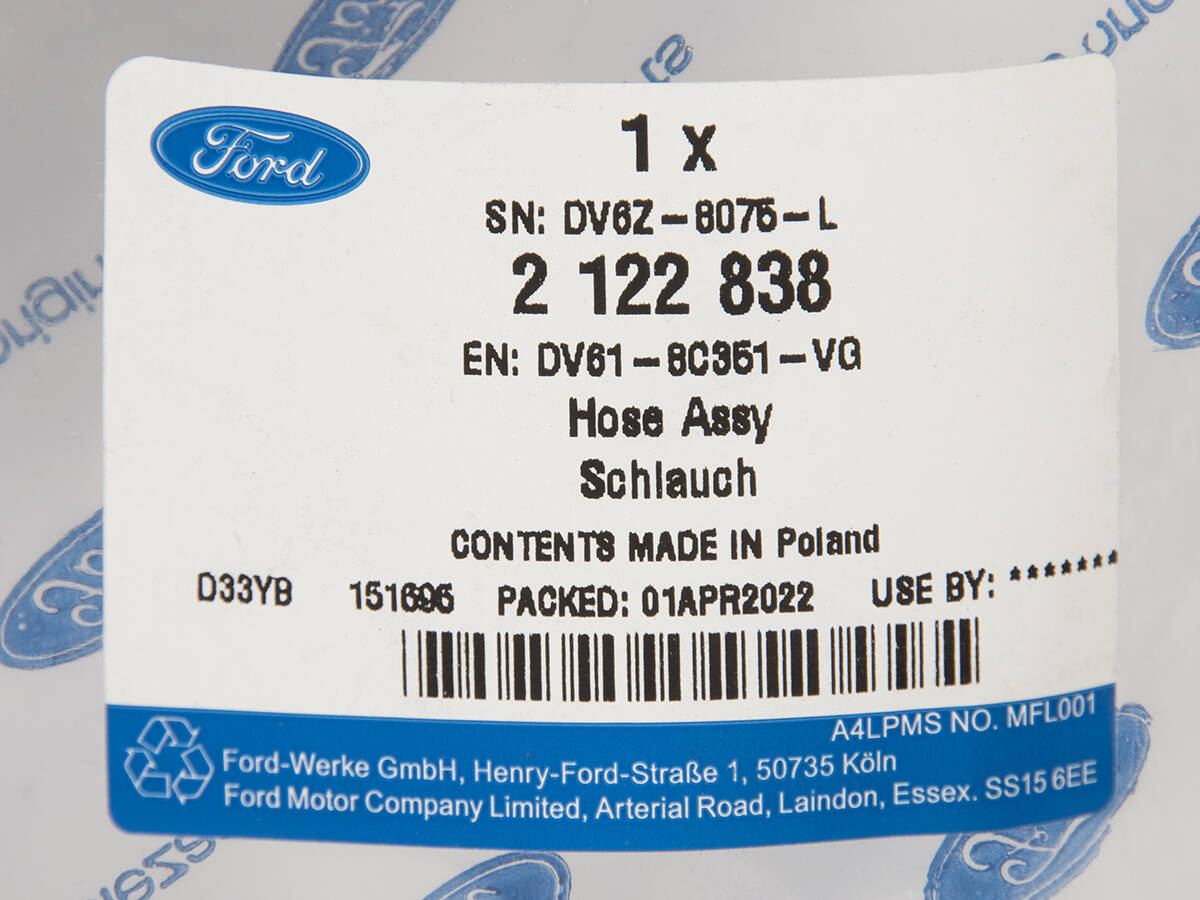 Ford
1 x
SN: DV6Z-8075-L
2 122 838
EN: DV61-8C351-VG
Hose Assy
Schlauch
CONTENTS MADE IN Poland
D33YB 151696 PACKED: 01APR2022 USE BY: *******
A4LPMS NO. MFL001
Ford-Werke GmbH, Henry-Ford-Straße 1, 50735 Köln
Ford Motor Company Limited, Arterial Road, Laindon, Essex. SS15 6EE